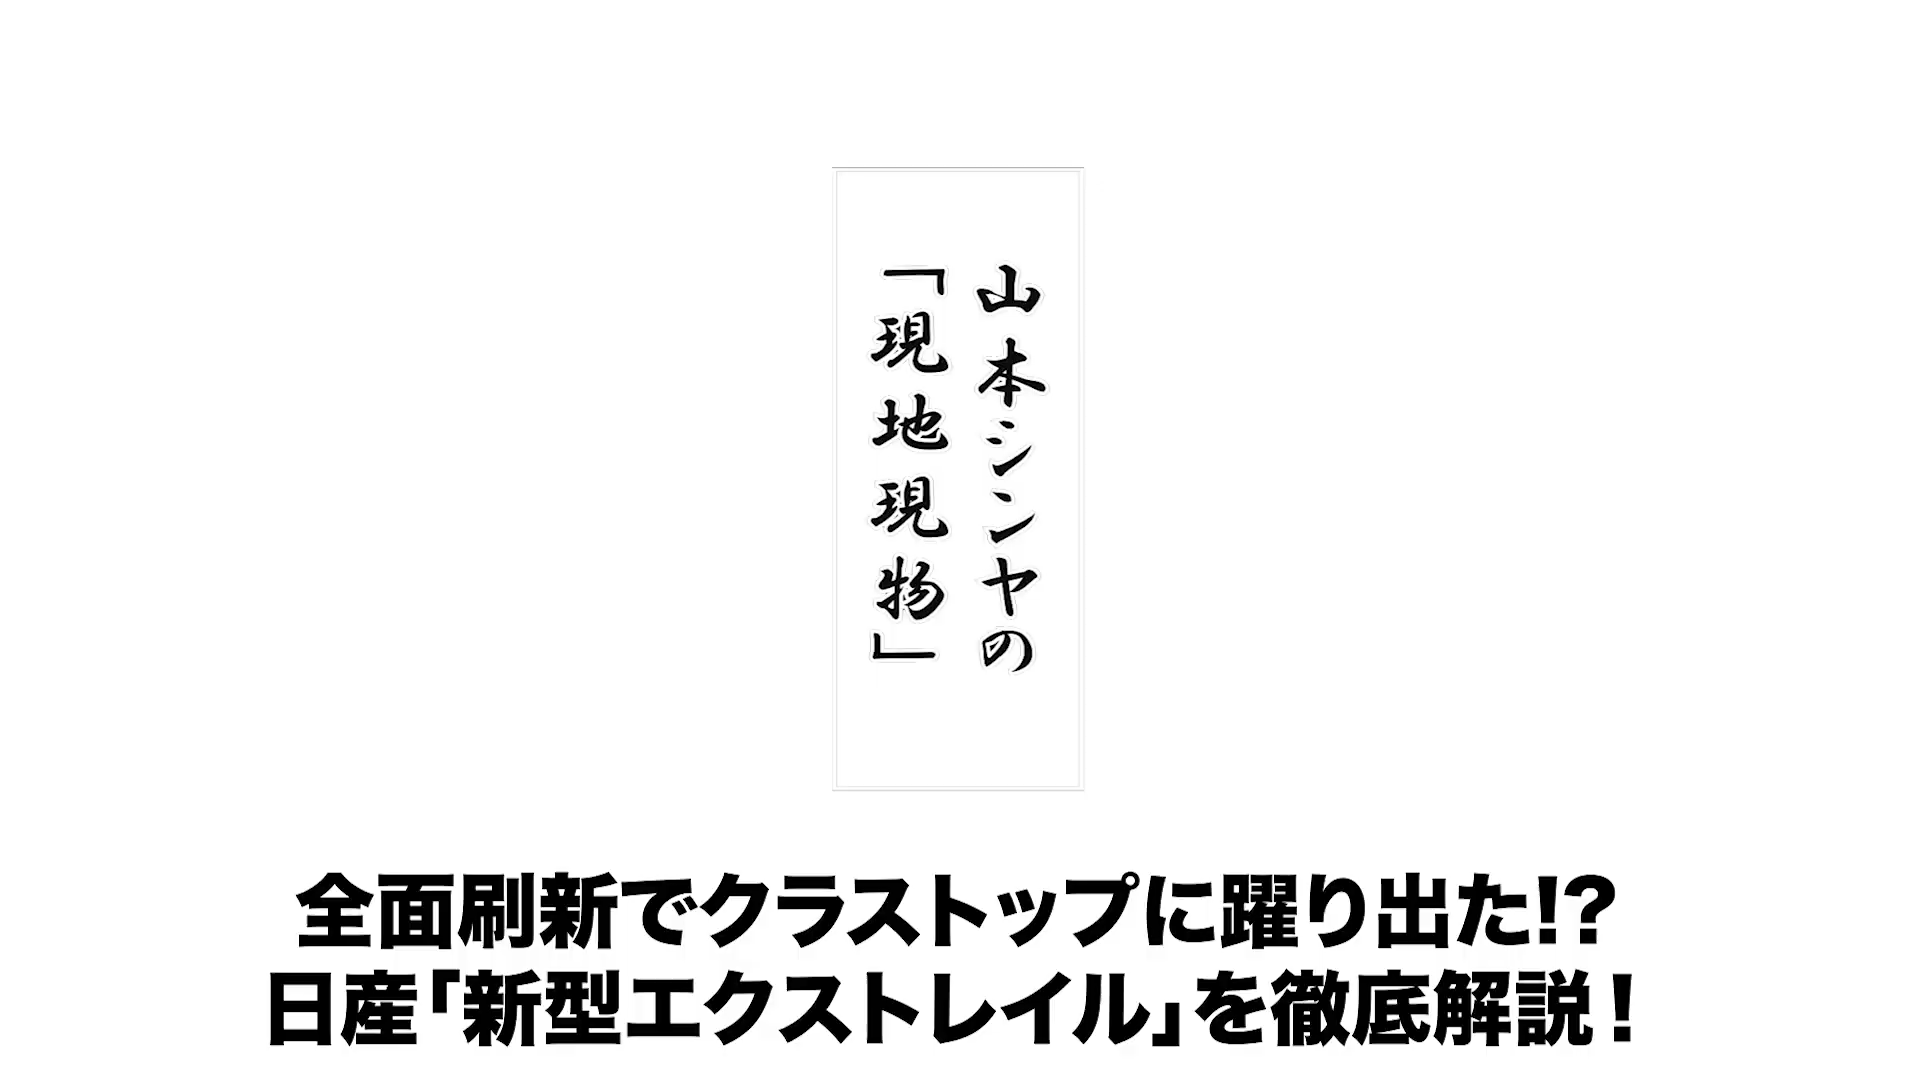 山本シンヤの
「現地現物」
全面刷新でクラストップに躍り出た!?
日産「新型エクストレイル」を徹底解説！